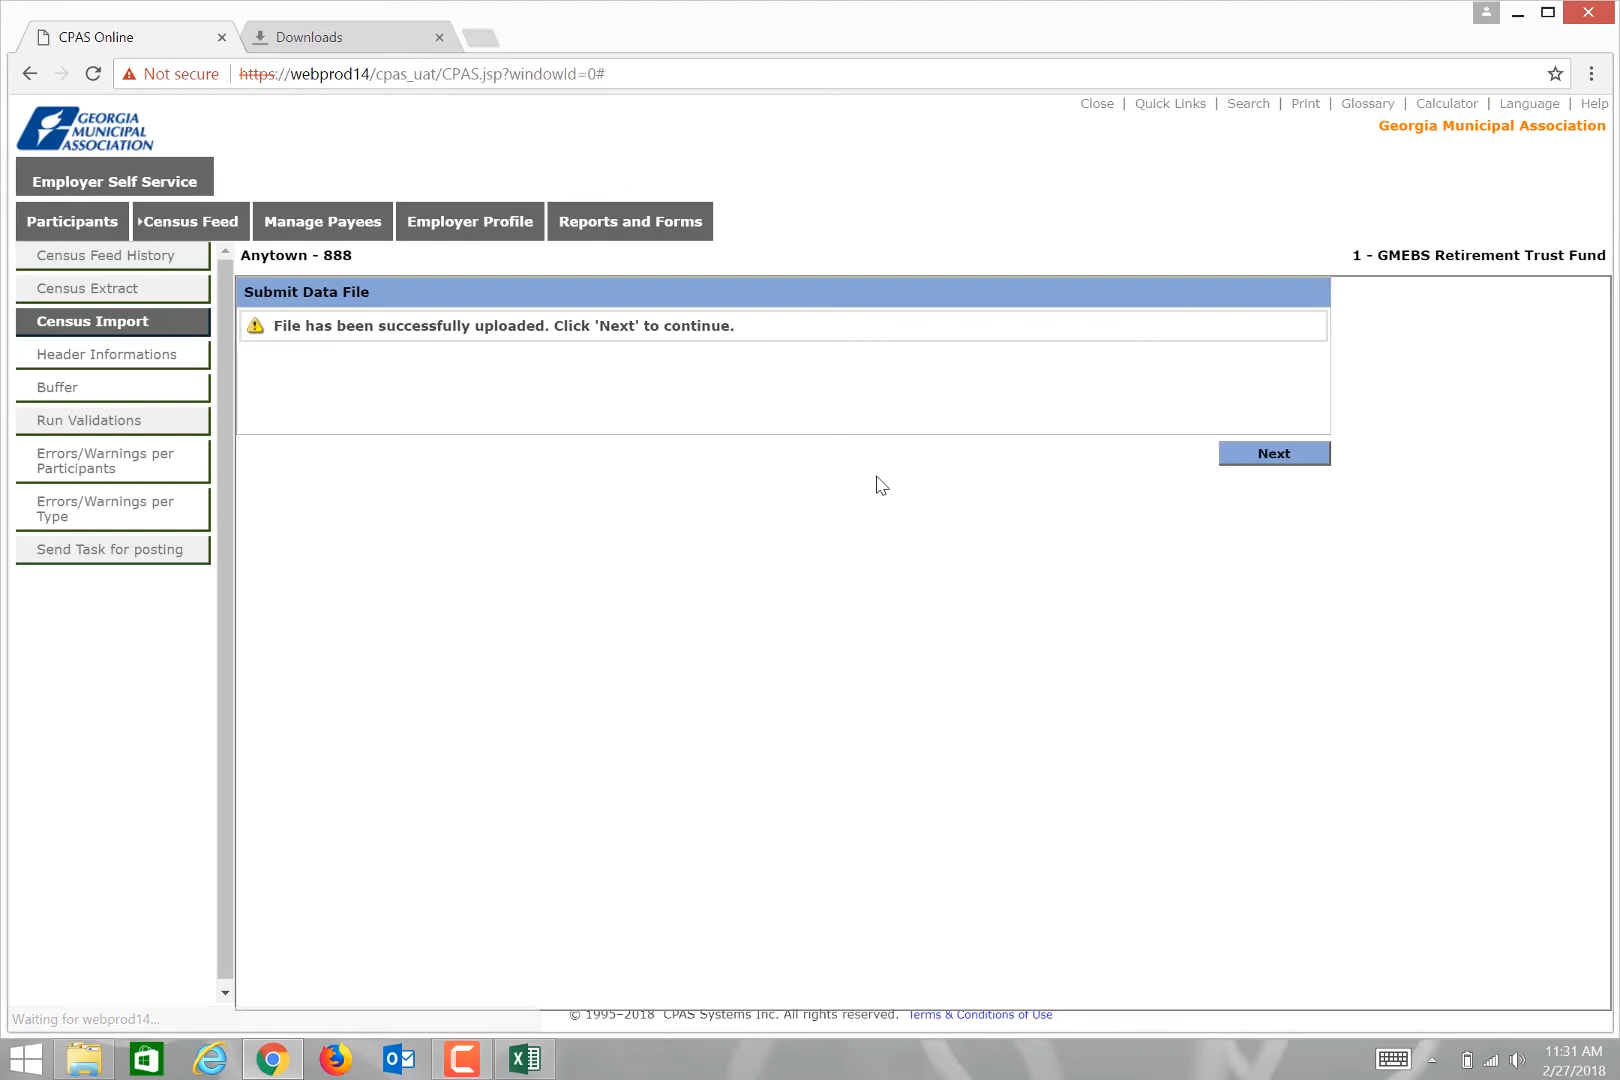 CPAS Online
Downloads
Not secure
https://webprod14/cpas_uat/CPAS.jsp?windowId=0#
Close | Quick Links | Search | Print | Glossary | Calculator | Language | Help
GEORGIA
MUNICIPAL
ASSOCIATION
Georgia Municipal Association
Employer Self Service
Participants
Census Feed
Manage Payees
Employer Profile
Reports and Forms
Anytown - 888
1 - GMEBS Retirement Trust Fund
Census Feed History
Census Extract
Census Import
Header Informations
Buffer
Run Validations
Errors/Warnings per
Participants
Errors/Warnings per
Type
Send Task for posting
Submit Data File
File has been successfully uploaded. Click 'Next' to continue.
Next
Waiting for webprod14...
© 1995-2018 CPAS Systems Inc. All rights reserved. Terms & Conditions of Use
11:31 AM
2/27/2018